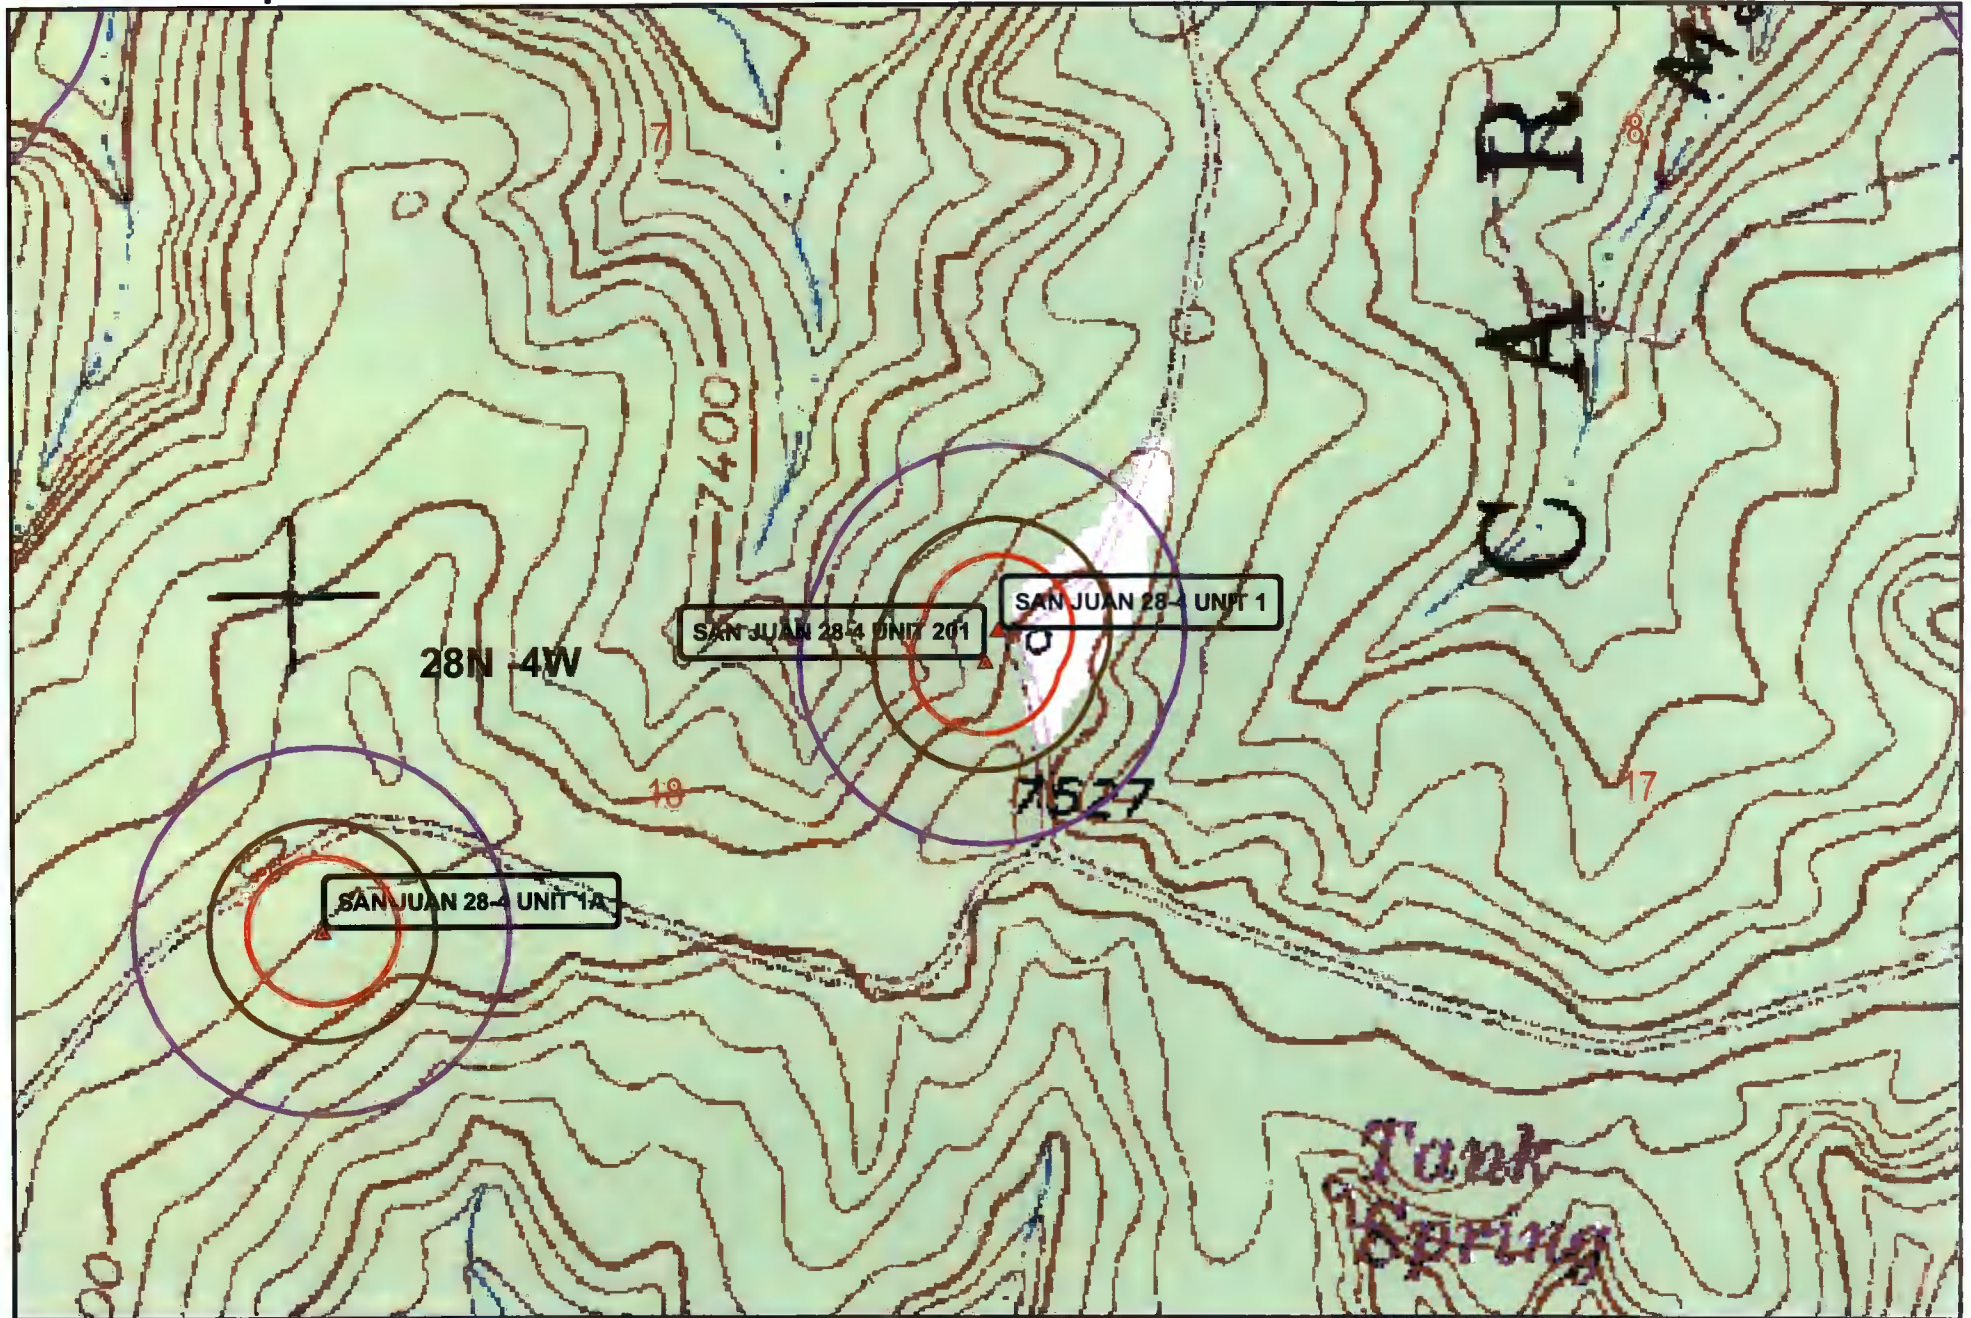 7
8
C A R
7400
SAN JUAN 28-4 UNIT 1
SAN JUAN 28-4 UNIT 201
28N -4W
18
7527
17
SAN JUAN 28-4 UNIT 1A
Tank
Spring